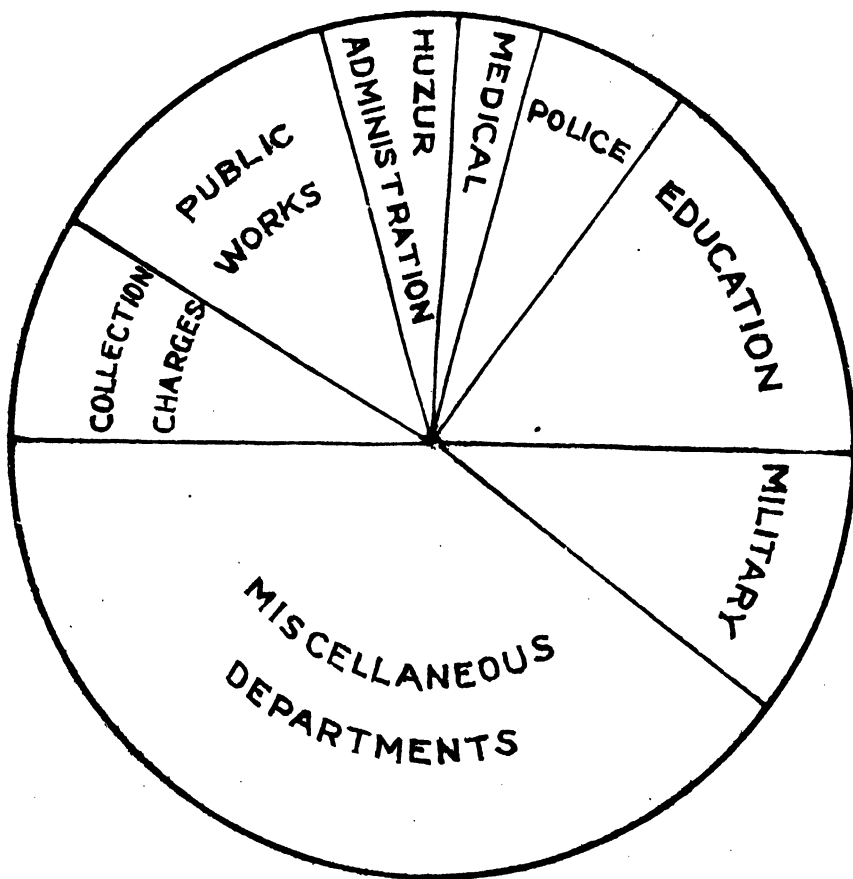 HUZUR
ADMINISTRATION
MEDICAL
POLICE
EDUCATION
MILITARY
MISCELLANEOUS
DEPARTMENTS
COLLECTION
CHARGES
PUBLIC
WORKS